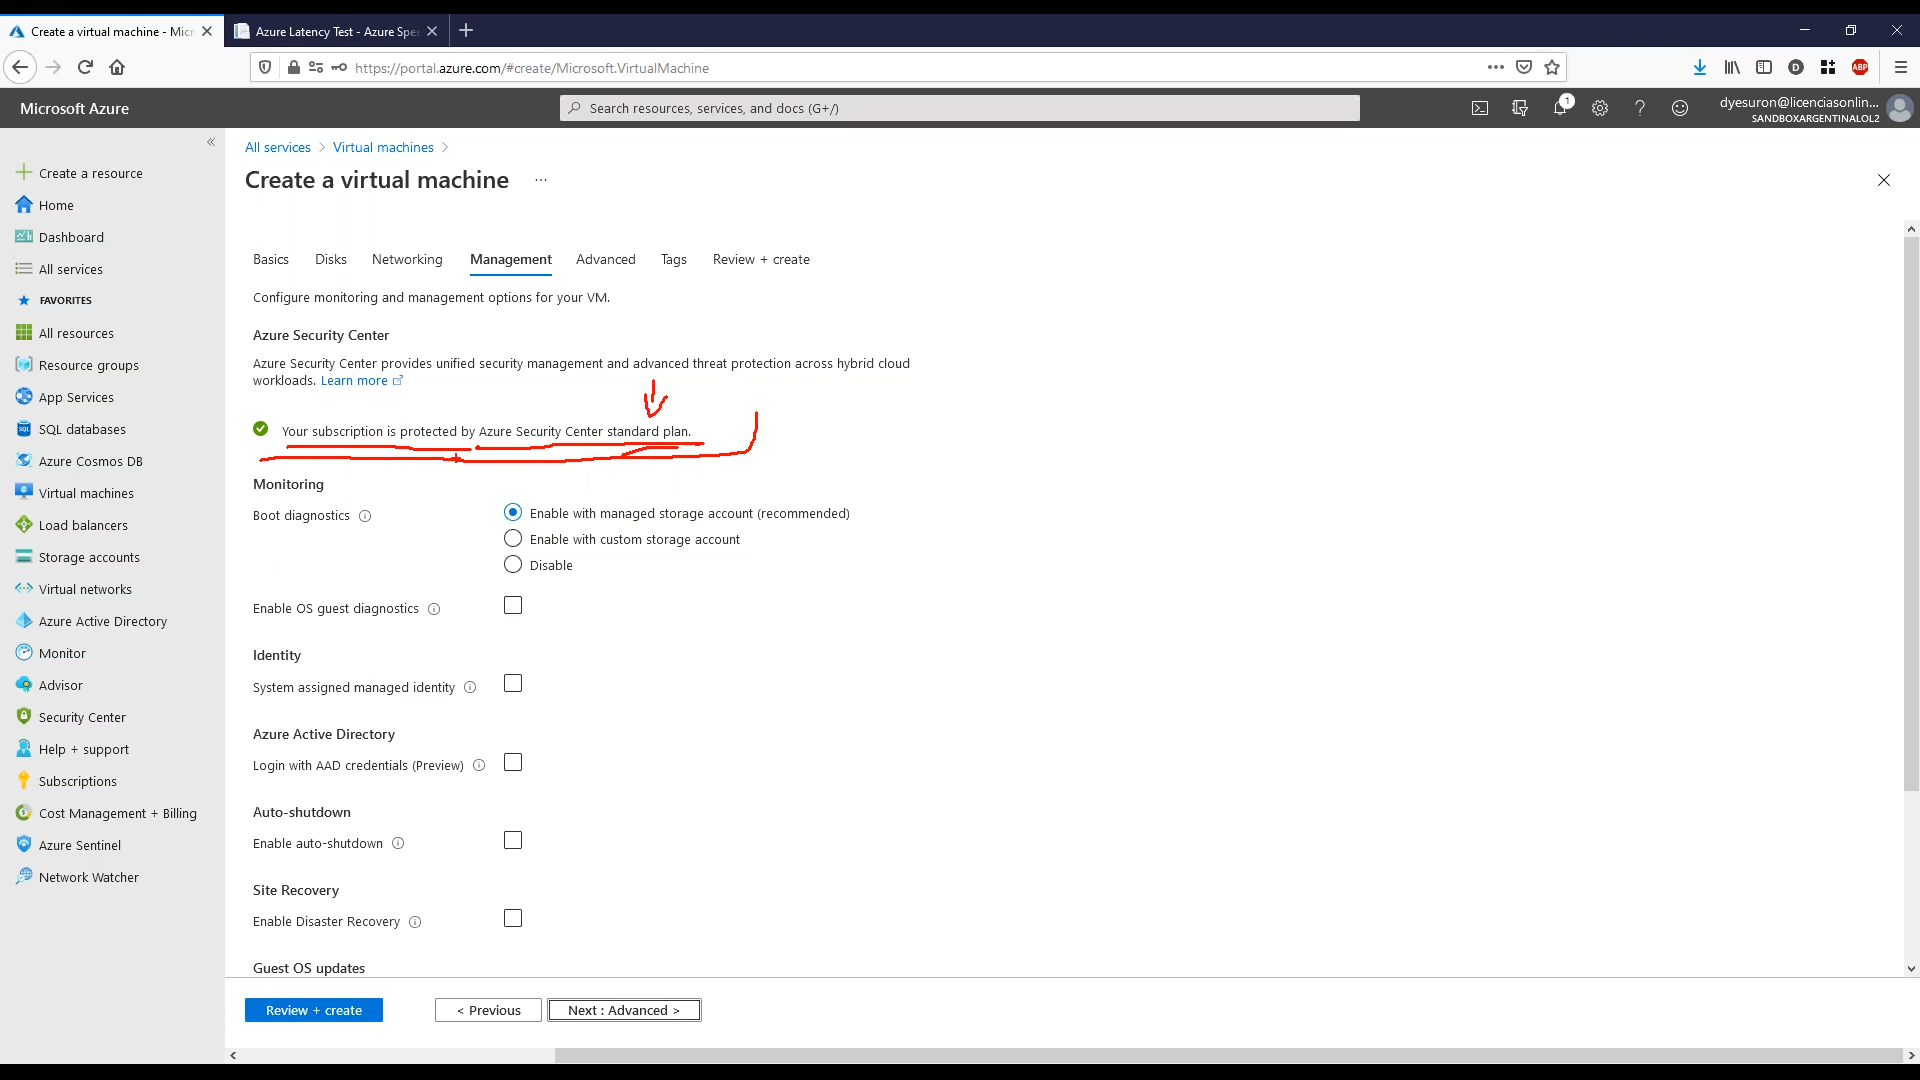 Create a virtual machine - Micr
Azure Latency Test - Azure Spe
https://portal.azure.com/#create/Microsoft.VirtualMachine
ABP
Microsoft Azure
Search resources, services, and docs (G+/)
1
dyesuron@licenciasonlin...
SANDBOXARGENTINALOL2
Create a resource
Home
Dashboard
All services
FAVORITES
All resources
Resource groups
App Services
SQL databases
Azure Cosmos DB
Virtual machines
Load balancers
Storage accounts
Virtual networks
Azure Active Directory
Monitor
Advisor
Security Center
Help + support
Subscriptions
Cost Management + Billing
Azure Sentinel
Network Watcher
All services > Virtual machines >
Create a virtual machine ...
Basics Disks Networking Management Advanced Tags Review + create
Configure monitoring and management options for your VM.
Azure Security Center
Azure Security Center provides unified security management and advanced threat protection across hybrid cloud
workloads. Learn more
Your subscription is protected by Azure Security Center standard plan.
Monitoring
Boot diagnostics
Enable with managed storage account (recommended)
Enable with custom storage account
Disable
Enable OS guest diagnostics
Identity
System assigned managed identity
Azure Active Directory
Login with AAD credentials (Preview)
Auto-shutdown
Enable auto-shutdown
Site Recovery
Enable Disaster Recovery
Guest OS updates
Review + create
< Previous
Next : Advanced >